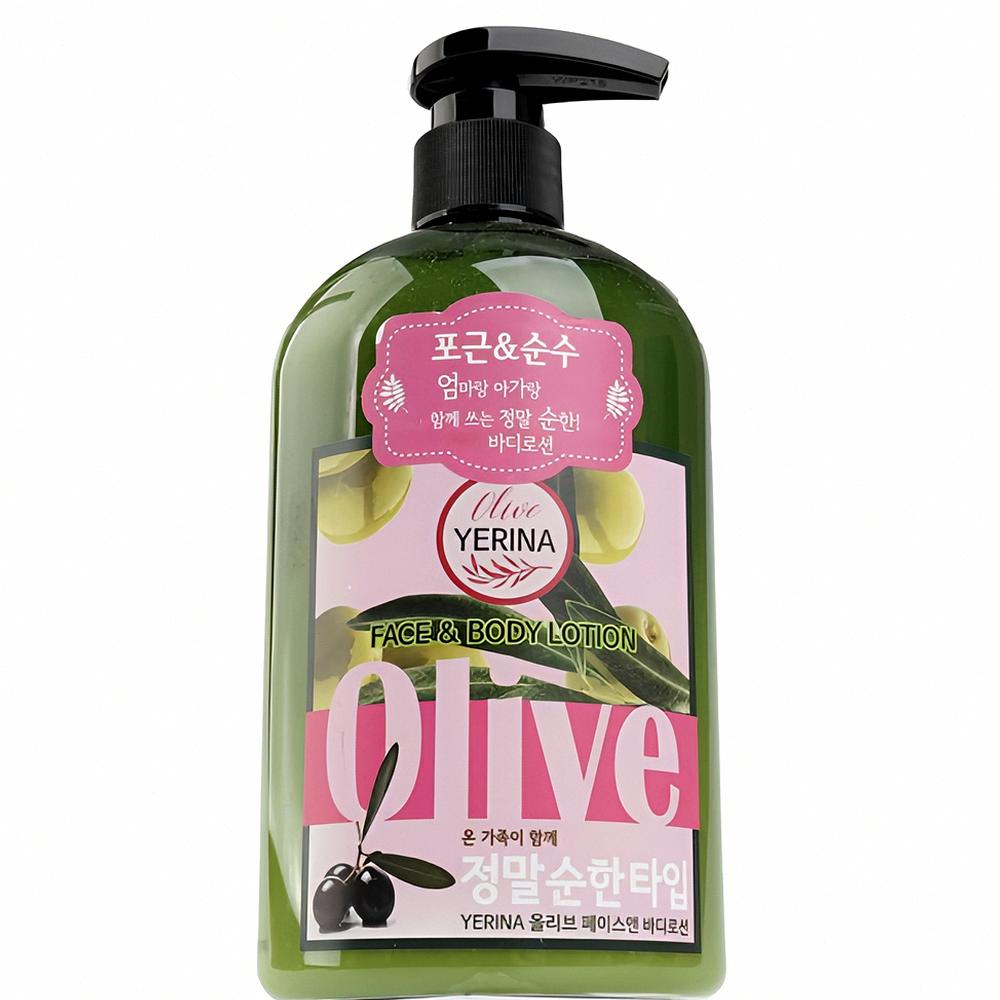 포근&순수
엄마랑 아가랑
함께 쓰는 정말 순한!
바디로션
Olive
YERINA
FACE & BODY LOTION
Olive
온 가족이 함께
정말순한타입
YERINA 올리브 페이스앤 바디로션